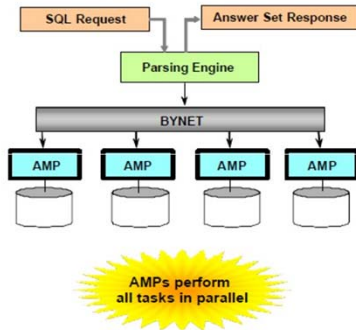 SQL Request
Answer Set Response
Parsing Engine
BYNET
AMP
AMP
AMP
AMP
AMPs perform
all tasks in parallel